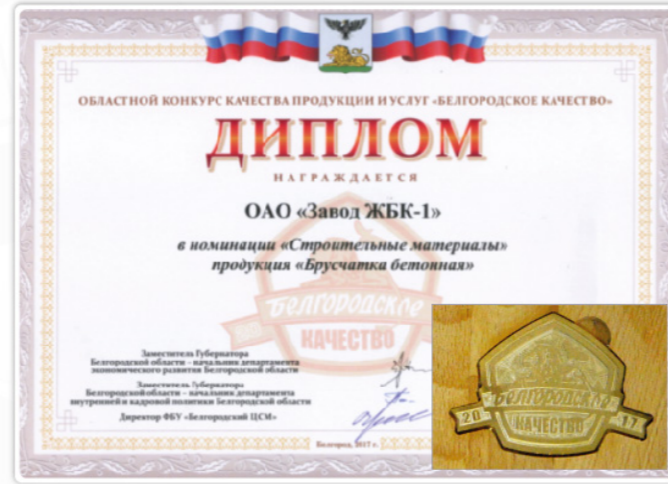 ОБЛАСТНОЙ КОНКУРС КАЧЕСТВА ПРОДУКЦИИ И УСЛУГ «БЕЛГОРОДСКОЕ КАЧЕСТВО»
ДИПЛОМ
НАГРАЖДАЕТСЯ
ОАО «Завод ЖБК-1»
в номинации «Строительные материалы»
продукция «Брусчатка бетонная»
Белгородское
КАЧЕСТВО
Заместитель Губернатора
Белгородской области – начальник департамента
экономического развития Белгородской области
Заместитель Губернатора
Белгородской области – начальник департамента
внутренней и кадровой политики Белгородской области
Директор ФБУ «Белгородский ЦСМ»
Белгород, 2017 г.
Белгородское
20 КАЧЕСТВО 17